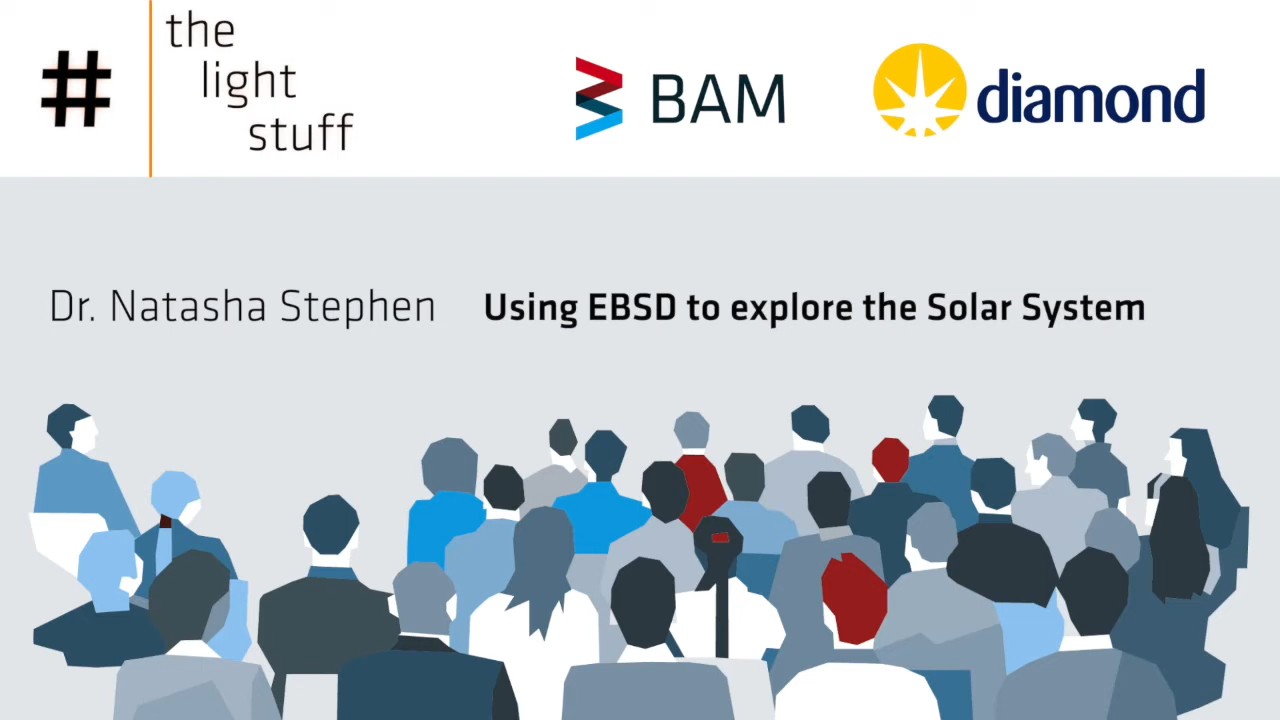 #
the
light
stuff
BAM
diamond
Dr. Natasha Stephen Using EBSD to explore the Solar System